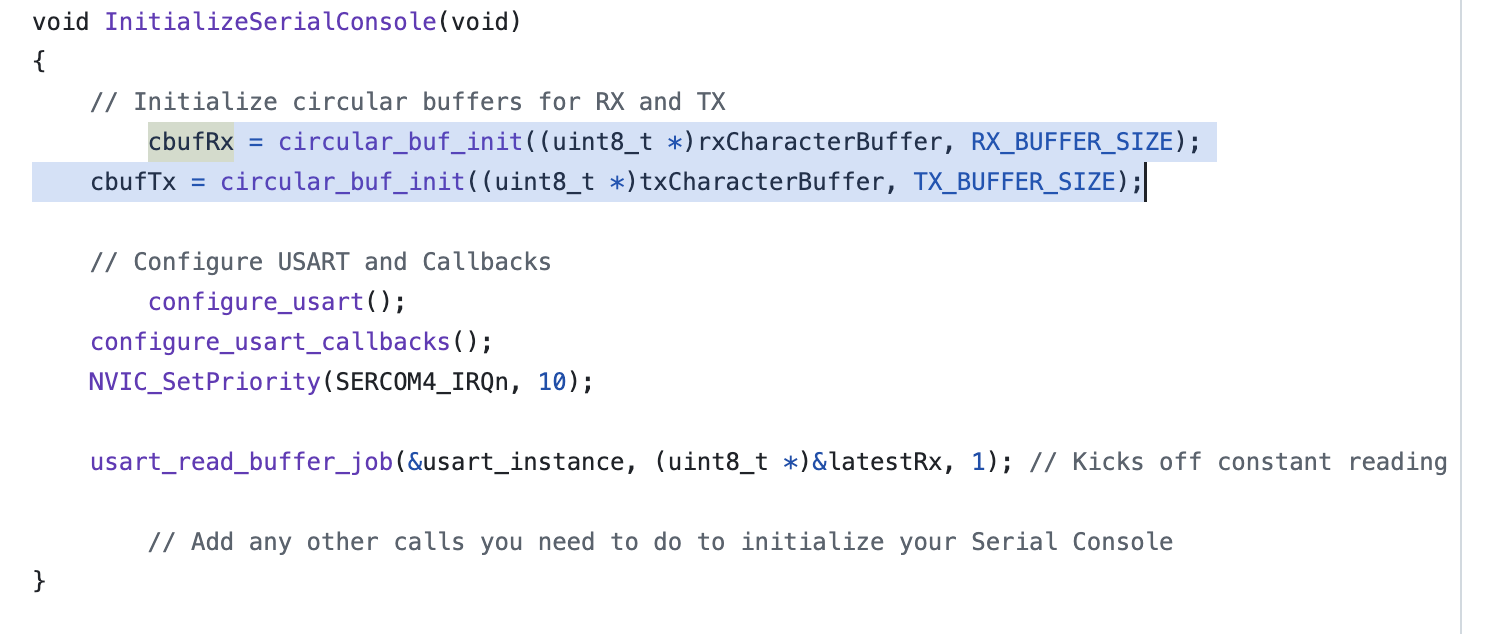 void InitializeSerialConsole(void)
{
    // Initialize circular buffers for RX and TX
        cbufRx = circular_buf_init((uint8_t *)rxCharacterBuffer, RX_BUFFER_SIZE);
    cbufTx = circular_buf_init((uint8_t *)txCharacterBuffer, TX_BUFFER_SIZE);
    // Configure USART and Callbacks
        configure_usart();
    configure_usart_callbacks();
    NVIC_SetPriority(SERCOM4_IRQn, 10);
    usart_read_buffer_job(&usart_instance, (uint8_t *)&latestRx, 1); // Kicks off constant reading
        // Add any other calls you need to do to initialize your Serial Console
}